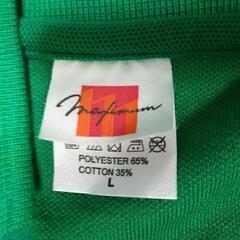 Maximum
POLYESTER 65%
COTTON 35%
L